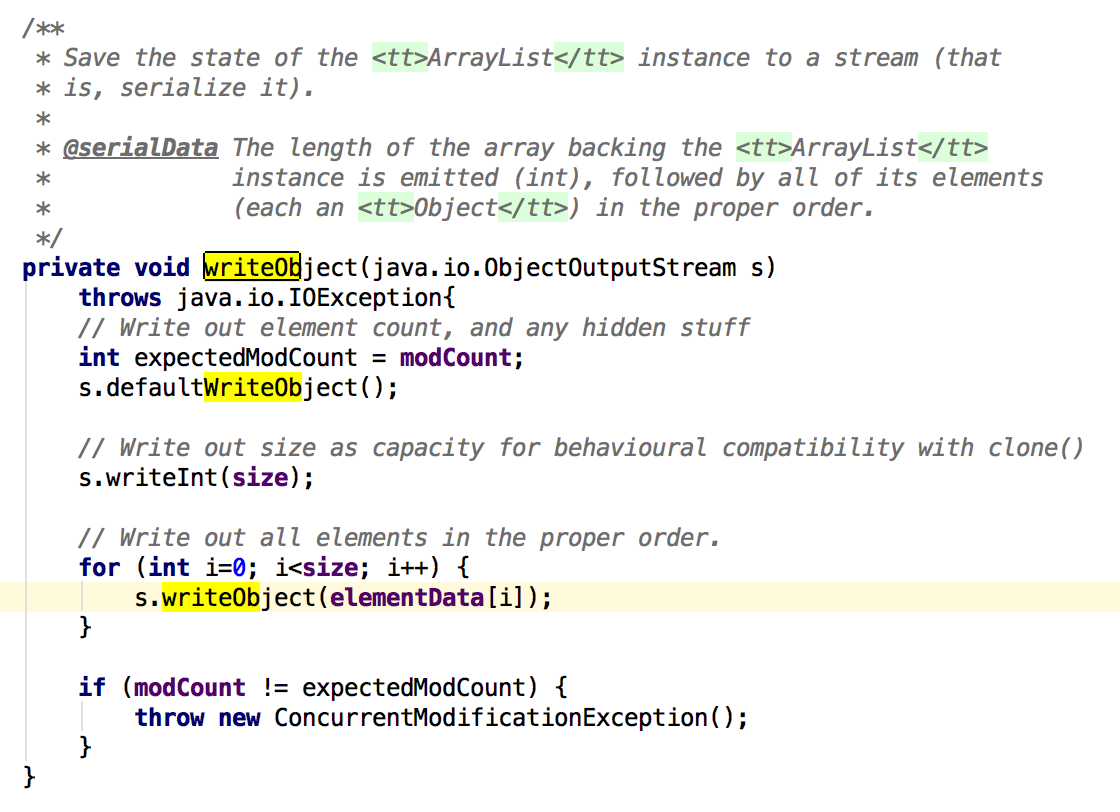 /**
 * Save the state of the <tt>ArrayList</tt> instance to a stream (that
 * is, serialize it).
 *
 * @serialData The length of the array backing the <tt>ArrayList</tt>
 *             instance is emitted (int), followed by all of its elements
 *             (each an <tt>Object</tt>) in the proper order.
 */
private void writeObject(java.io.ObjectOutputStream s)
    throws java.io.IOException{
    // Write out element count, and any hidden stuff
    int expectedModCount = modCount;
    s.defaultWriteObject();

    // Write out size as capacity for behavioural compatibility with clone()
    s.writeInt(size);

    // Write out all elements in the proper order.
    for (int i=0; i<size; i++) {
        s.writeObject(elementData[i]);
    }

    if (modCount != expectedModCount) {
        throw new ConcurrentModificationException();
    }
}